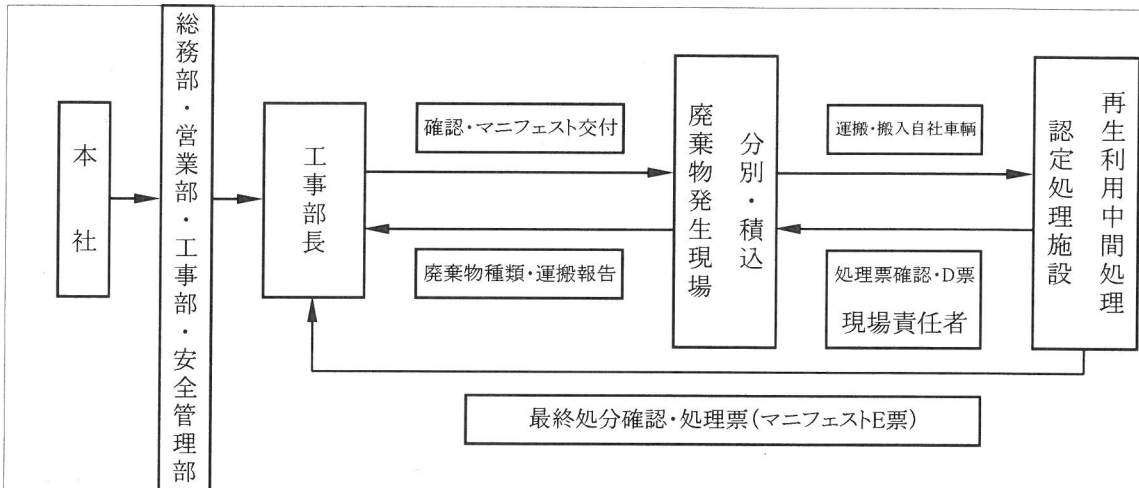 本社
総務部・営業部・工事部・安全管理部
工事部長
確認・マニフェスト交付
廃棄物種類・運搬報告
分別・積込
廃棄物発生現場
運搬・搬入自社車輌
処理票確認・D票
現場責任者
再生利用中間処理
認定処理施設
最終処分確認・処理票(マニフェストE票)